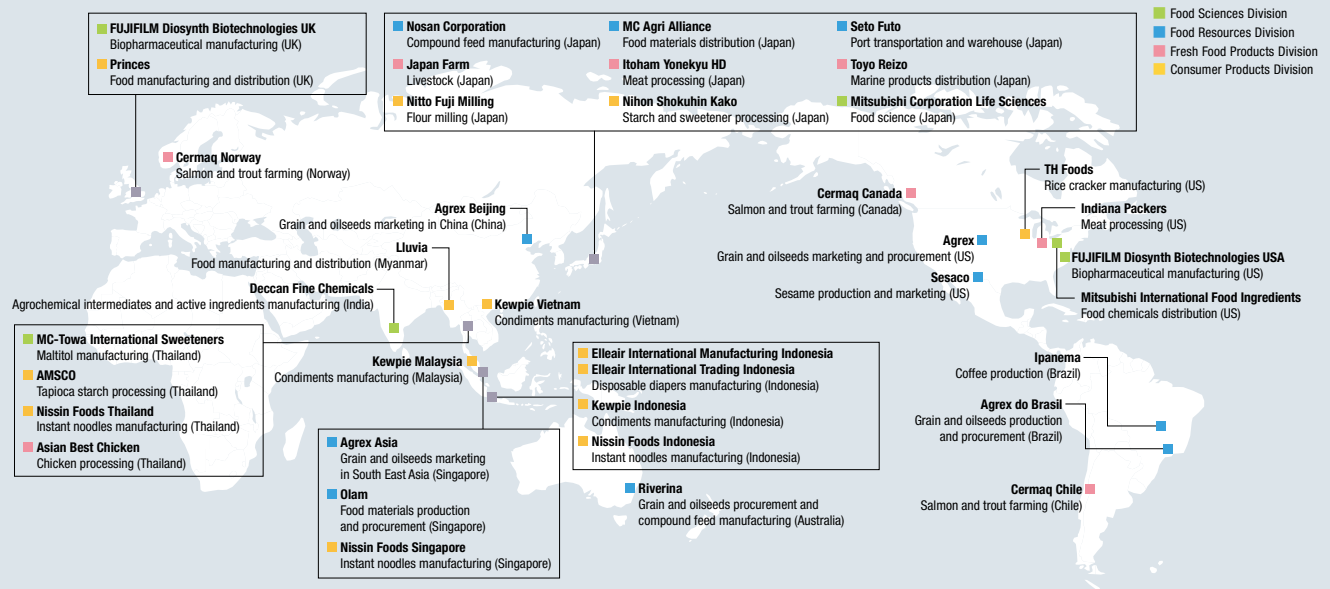 FUJIFILM Diosynth Biotechnologies UK
Biopharmaceutical manufacturing (UK)
Princes
Food manufacturing and distribution (UK)
Nosan Corporation
Compound feed manufacturing (Japan)
MC Agri Alliance
Food materials distribution (Japan)
Seto Futo
Port transportation and warehouse (Japan)
Japan Farm
Livestock (Japan)
Itoham Yonekyu HD
Meat processing (Japan)
Toyo Reizo
Marine products distribution (Japan)
Nitto Fuji Milling
Flour milling (Japan)
Nihon Shokuhin Kako
Starch and sweetener processing (Japan)
Mitsubishi Corporation Life Sciences
Food science (Japan)
Food Sciences Division
Food Resources Division
Fresh Food Products Division
Consumer Products Division
Cermaq Norway
Salmon and trout farming (Norway)
Agrex Beijing
Grain and oilseeds marketing in China (China)
Lluvia
Food manufacturing and distribution (Myanmar)
Deccan Fine Chemicals
Agrochemical intermediates and active ingredients manufacturing (India)
Kewpie Vietnam
Condiments manufacturing (Vietnam)
MC-Towa International Sweeteners
Maltitol manufacturing (Thailand)
AMSCO
Tapioca starch processing (Thailand)
Nissin Foods Thailand
Instant noodles manufacturing (Thailand)
Asian Best Chicken
Chicken processing (Thailand)
Kewpie Malaysia
Condiments manufacturing (Malaysia)
Agrex Asia
Grain and oilseeds marketing
in South East Asia (Singapore)
Olam
Food materials production
and procurement (Singapore)
Nissin Foods Singapore
Instant noodles manufacturing (Singapore)
Elleair International Manufacturing Indonesia
Elleair International Trading Indonesia
Disposable diapers manufacturing (Indonesia)
Kewpie Indonesia
Condiments manufacturing (Indonesia)
Nissin Foods Indonesia
Instant noodles manufacturing (Indonesia)
Riverina
Grain and oilseeds procurement and
compound feed manufacturing (Australia)
Cermaq Canada
Salmon and trout farming (Canada)
Agrex
Grain and oilseeds marketing and procurement (US)
Sesaco
Sesame production and marketing (US)
TH Foods
Rice cracker manufacturing (US)
Indiana Packers
Meat processing (US)
FUJIFILM Diosynth Biotechnologies USA
Biopharmaceutical manufacturing (US)
Mitsubishi International Food Ingredients
Food chemicals distribution (US)
Ipanema
Coffee production (Brazil)
Agrex do Brasil
Grain and oilseeds production
and procurement (Brazil)
Cermaq Chile
Salmon and trout farming (Chile)